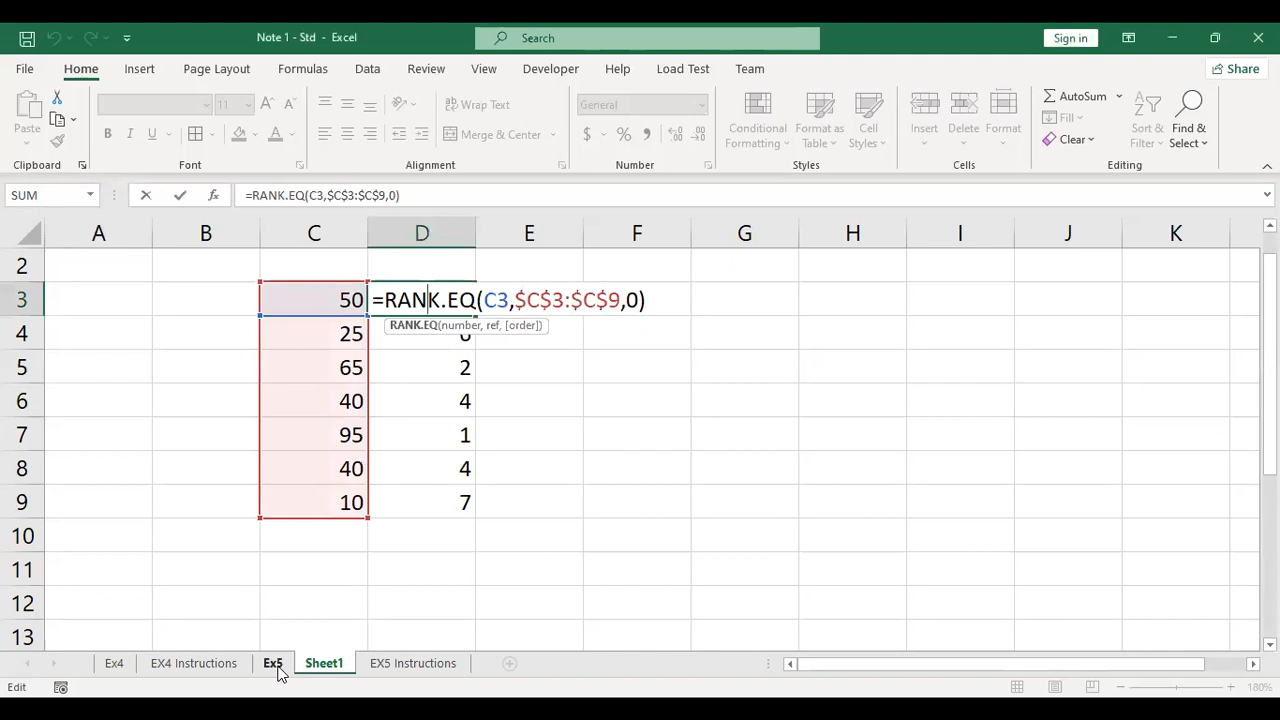 Note 1 - Std - Excel
Search
Sign in
File Home Insert Page Layout Formulas Data Review View Developer Help Load Test Team
Share
Paste
Clipboard
11
A A
B I U
A
Font
Wrap Text
Merge & Center
Alignment
General
$ % 9
Number
Conditional Formatting
Format as Table
Cell Styles
Styles
Insert Delete Format
Cells
AutoSum
Fill
Clear
Sort & Filter
Find & Select
Editing
SUM
fx
=RANK.EQ(C3,$C$3:$C$9,0)
A B C D E F G H I J K
2
3 50 =RANK.EQ(C3,$C$3:$C$9,0)
RANK.EQ(number, ref, [order])
4 25 6
5 65 2
6 40 4
7 95 1
8 40 4
9 10 7
10
11
12
13
Ex4 EX4 Instructions Ex5 Sheet1 EX5 Instructions
Edit
180%